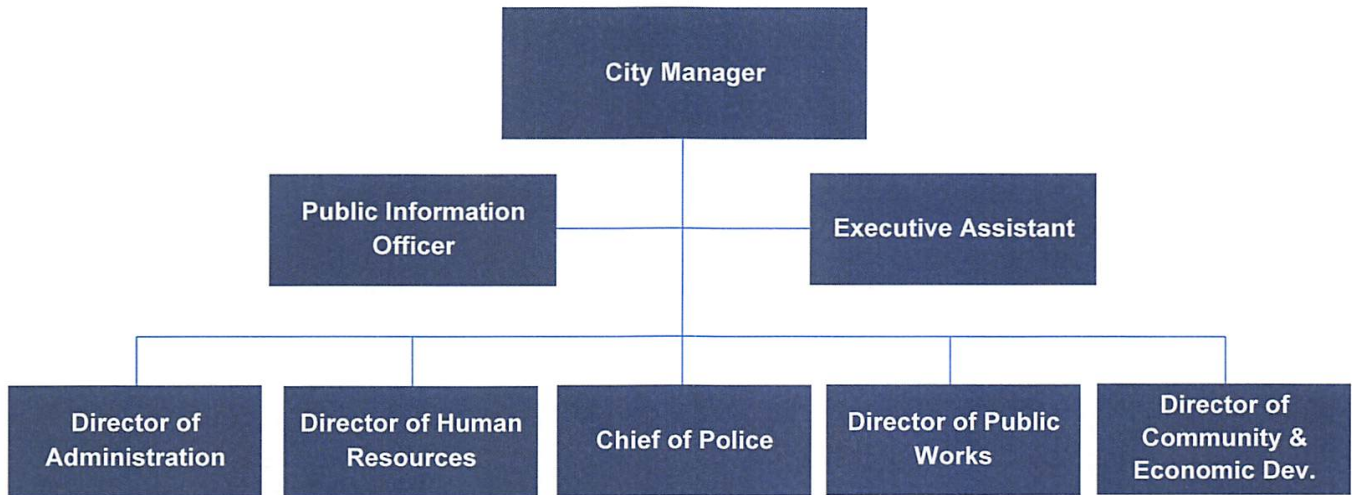 City Manager
Public Information
Officer
Executive Assistant
Director of
Administration
Director of Human
Resources
Chief of Police
Director of Public
Works
Director of
Community &
Economic Dev.